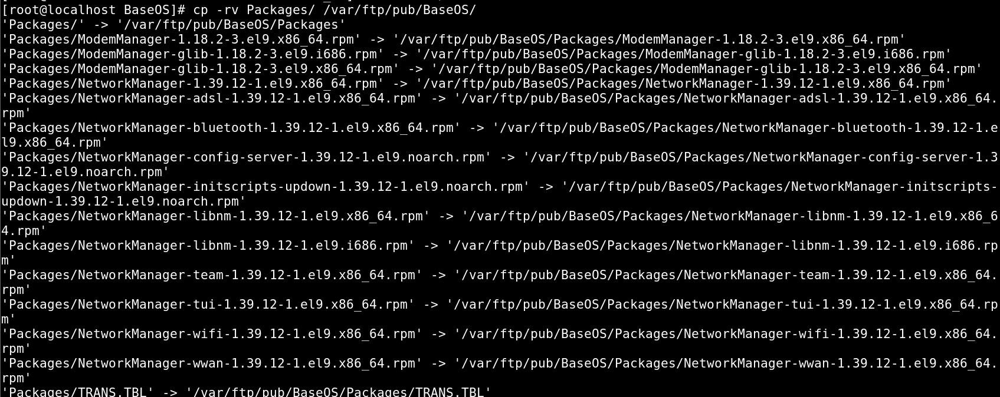 [root@localhost BaseOS]# cp -rv Packages/ /var/ftp/pub/BaseOS/
'Packages/' -> '/var/ftp/pub/BaseOS/Packages'
'Packages/ModemManager-1.18.2-3.el9.x86_64.rpm' -> '/var/ftp/pub/BaseOS/Packages/ModemManager-1.18.2-3.el9.x86_64.rpm'
'Packages/ModemManager-glib-1.18.2-3.el9.i686.rpm' -> '/var/ftp/pub/BaseOS/Packages/ModemManager-glib-1.18.2-3.el9.i686.rpm'
'Packages/ModemManager-glib-1.18.2-3.el9.x86_64.rpm' -> '/var/ftp/pub/BaseOS/Packages/ModemManager-glib-1.18.2-3.el9.x86_64.rpm'
'Packages/NetworkManager-1.39.12-1.el9.x86_64.rpm' -> '/var/ftp/pub/BaseOS/Packages/NetworkManager-1.39.12-1.el9.x86_64.rpm'
'Packages/NetworkManager-adsl-1.39.12-1.el9.x86_64.rpm' -> '/var/ftp/pub/BaseOS/Packages/NetworkManager-adsl-1.39.12-1.el9.x86_64.
rpm'
'Packages/NetworkManager-bluetooth-1.39.12-1.el9.x86_64.rpm' -> '/var/ftp/pub/BaseOS/Packages/NetworkManager-bluetooth-1.39.12-1.e
l9.x86_64.rpm'
'Packages/NetworkManager-config-server-1.39.12-1.el9.noarch.rpm' -> '/var/ftp/pub/BaseOS/Packages/NetworkManager-config-server-1.3
9.12-1.el9.noarch.rpm'
'Packages/NetworkManager-initscripts-updown-1.39.12-1.el9.noarch.rpm' -> '/var/ftp/pub/BaseOS/Packages/NetworkManager-initscripts-
updown-1.39.12-1.el9.noarch.rpm'
'Packages/NetworkManager-libnm-1.39.12-1.el9.x86_64.rpm' -> '/var/ftp/pub/BaseOS/Packages/NetworkManager-libnm-1.39.12-1.el9.x86_6
4.rpm'
'Packages/NetworkManager-libnm-1.39.12-1.el9.i686.rpm' -> '/var/ftp/pub/BaseOS/Packages/NetworkManager-libnm-1.39.12-1.el9.i686.rp
m'
'Packages/NetworkManager-team-1.39.12-1.el9.x86_64.rpm' -> '/var/ftp/pub/BaseOS/Packages/NetworkManager-team-1.39.12-1.el9.x86_64.
rpm'
'Packages/NetworkManager-tui-1.39.12-1.el9.x86_64.rpm' -> '/var/ftp/pub/BaseOS/Packages/NetworkManager-tui-1.39.12-1.el9.x86_64.rp
m'
'Packages/NetworkManager-wifi-1.39.12-1.el9.x86_64.rpm' -> '/var/ftp/pub/BaseOS/Packages/NetworkManager-wifi-1.39.12-1.el9.x86_64.
rpm'
'Packages/NetworkManager-wwan-1.39.12-1.el9.x86_64.rpm' -> '/var/ftp/pub/BaseOS/Packages/NetworkManager-wwan-1.39.12-1.el9.x86_64.
rpm'
'Packages/TRANS.TBL' -> '/var/ftp/pub/BaseOS/Packages/TRANS.TBL'